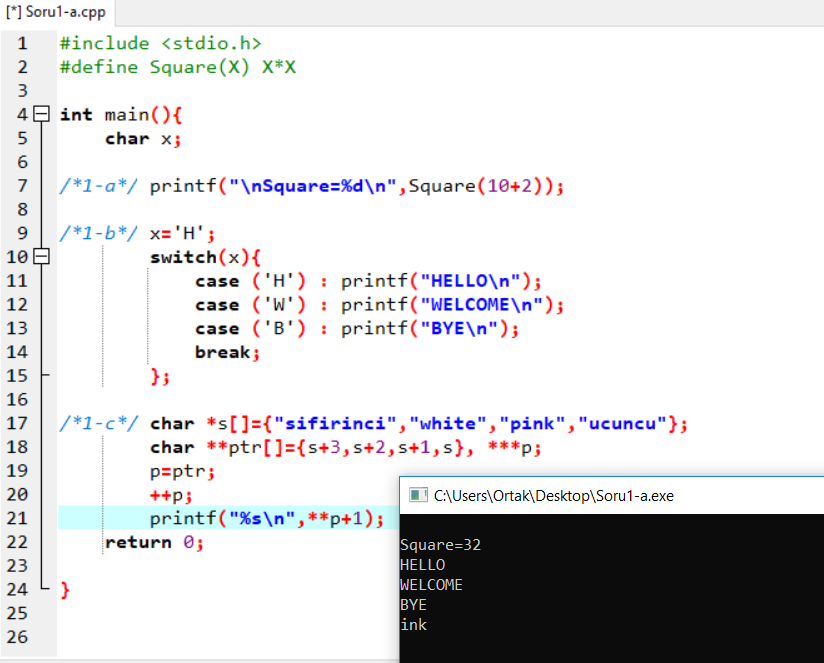 [*] Soru1-a.cpp
1 #include <stdio.h>
2 #define Square(X) X*X
3
4 int main(){
5 char x;
6
7 /*1-a*/ printf("\nSquare=%d\n",Square(10+2));
8
9 /*1-b*/ x='H';
10 switch(x){
11 case ('H') : printf("HELLO\n");
12 case ('W') : printf("WELCOME\n");
13 case ('B') : printf("BYE\n");
14 break;
15 };
16
17 /*1-c*/ char *s[]={"sifirinci","white","pink","ucuncu"};
18 char **ptr[]={s+3,s+2,s+1,s}, ***p;
19 p=ptr;
20 ++p;
21 printf("%s\n",**p+1);
22 return 0;
23
24 }
25
26
C:\Users\Ortak\Desktop\Soru1-a.exe
Square=32
HELLO
WELCOME
BYE
ink